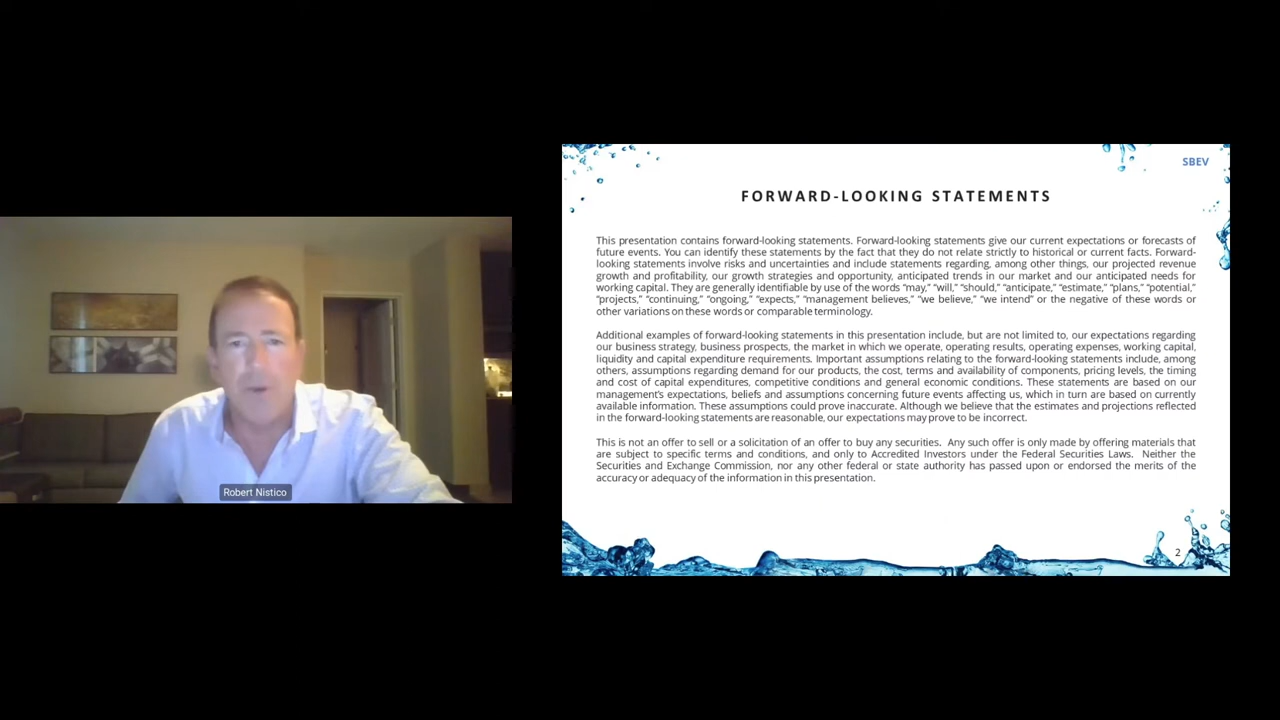 Robert Nistico
SBEV
FORWARD-LOOKING STATEMENTS
This presentation contains forward-looking statements. Forward-looking statements give our current expectations or forecasts of
future events. You can identify these statements by the fact that they do not relate strictly to historical or current facts. Forward-
looking statements involve risks and uncertainties and include statements regarding, among other things, our projected revenue
growth and profitability, our growth strategies and opportunity, anticipated trends in our market and our anticipated needs for
working capital. They are generally identifiable by use of the words “may,” “will,” “should,” “anticipate,” “estimate,” “plans,” “potential,”
“projects,” “continuing,” “ongoing,” “expects,” “management believes,” “we believe,” “we intend” or the negative of these words or
other variations on these words or comparable terminology.
Additional examples of forward-looking statements in this presentation include, but are not limited to, our expectations regarding
our business strategy, business prospects, the market in which we operate, operating results, operating expenses, working capital,
liquidity and capital expenditure requirements. Important assumptions relating to the forward-looking statements include, among
others, assumptions regarding demand for our products, the cost, terms and availability of components, pricing levels, the timing
and cost of capital expenditures, competitive conditions and general economic conditions. These statements are based on our
management’s expectations, beliefs and assumptions concerning future events affecting us, which in turn are based on currently
available information. These assumptions could prove inaccurate. Although we believe that the estimates and projections reflected
in the forward-looking statements are reasonable, our expectations may prove to be incorrect.
This is not an offer to sell or a solicitation of an offer to buy any securities. Any such offer is only made by offering materials that
are subject to specific terms and conditions, and only to Accredited Investors under the Federal Securities Laws. Neither the
Securities and Exchange Commission, nor any other federal or state authority has passed upon or endorsed the merits of the
accuracy or adequacy of the information in this presentation.
2